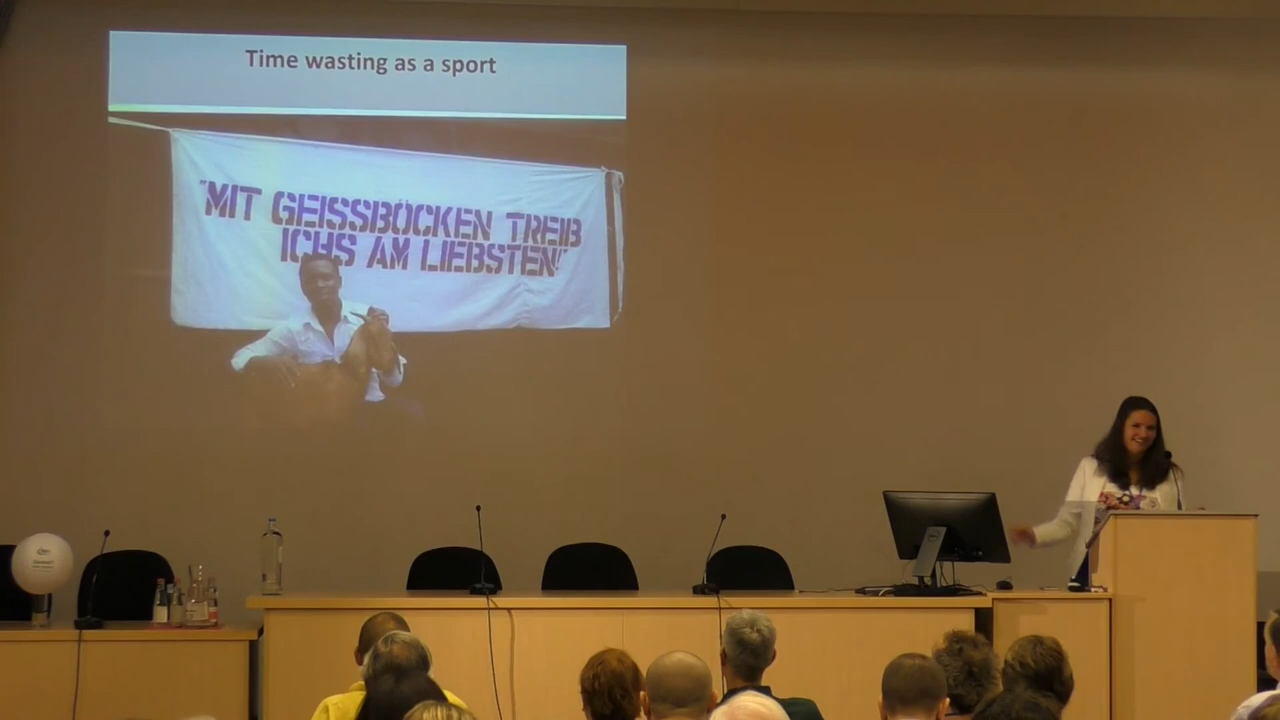 Time wasting as a sport
"MIT GEISSBÖCKEN TREIB
ICHS AM LIEBSTEN!"